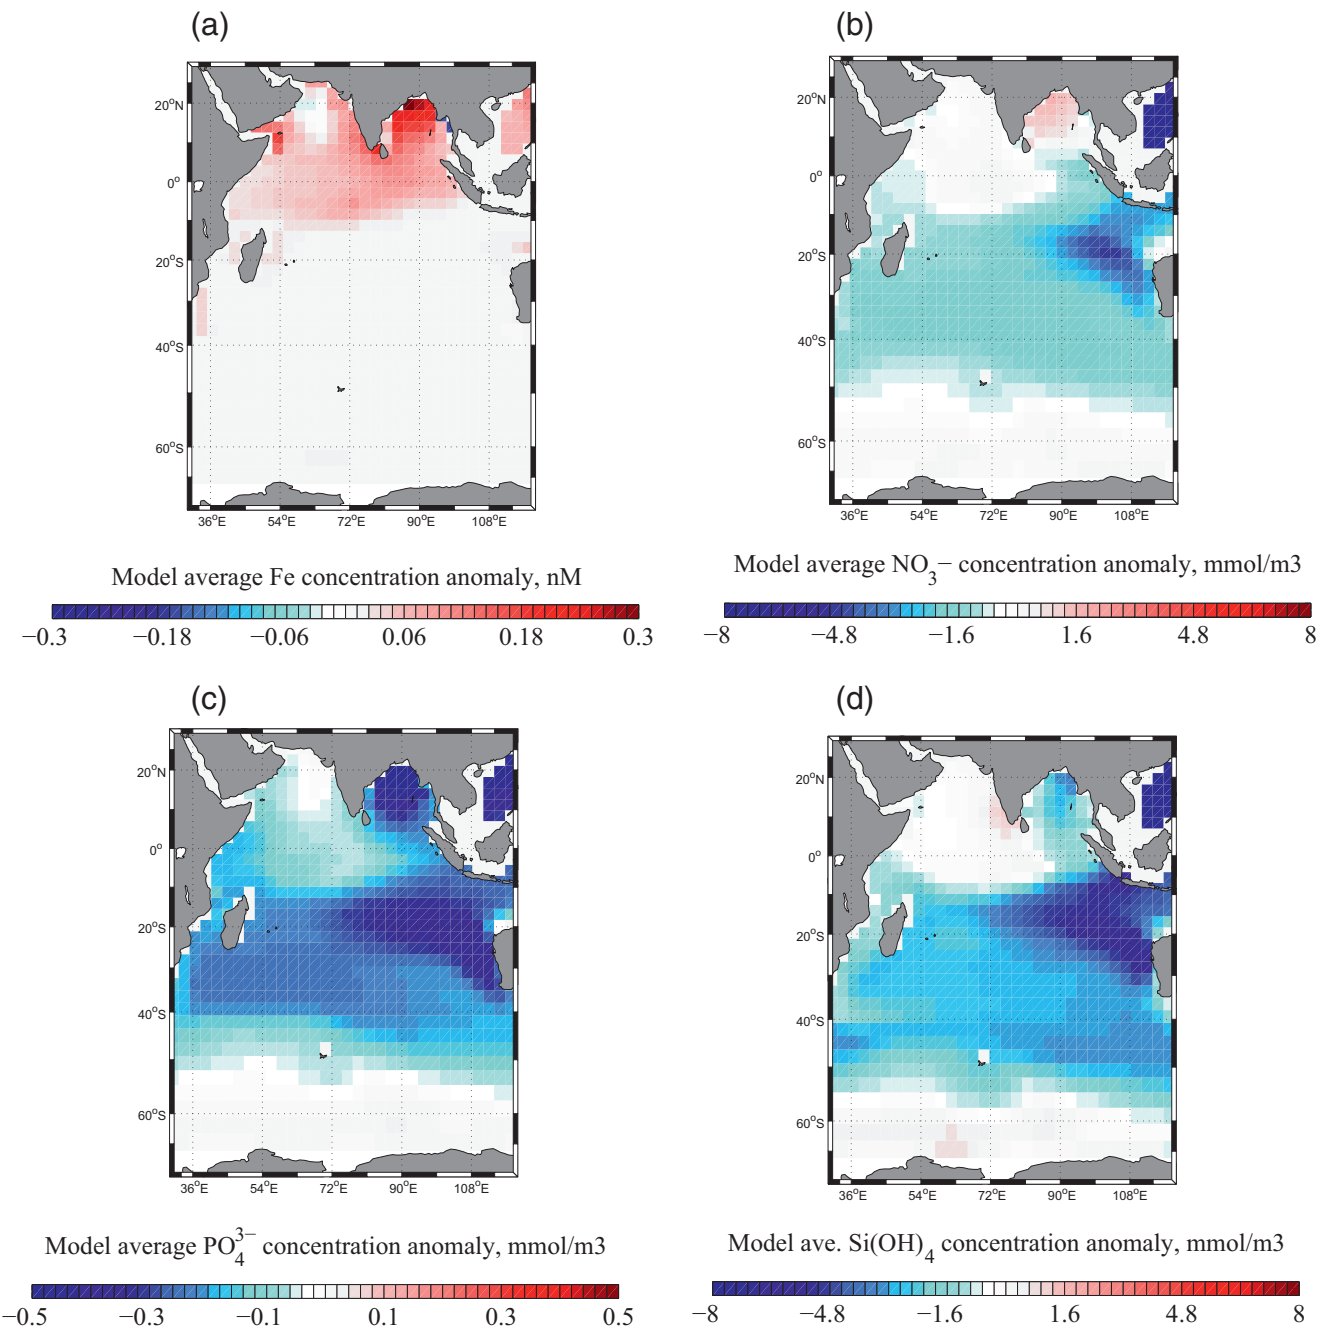 (a)
20°N
0°
20°S
40°S
60°S
36°E 54°E 72°E 90°E 108°E
Model average Fe concentration anomaly, nM
−0.3 −0.18 −0.06 0.06 0.18 0.3
(b)
20°N
0°
20°S
40°S
60°S
36°E 54°E 72°E 90°E 108°E
Model average NO₃− concentration anomaly, mmol/m3
−8 −4.8 −1.6 1.6 4.8 8
(c)
20°N
0°
20°S
40°S
60°S
36°E 54°E 72°E 90°E 108°E
Model average PO₄³⁻ concentration anomaly, mmol/m3
−0.5 −0.3 −0.1 0.1 0.3 0.5
(d)
20°N
0°
20°S
40°S
60°S
36°E 54°E 72°E 90°E 108°E
Model ave. Si(OH)₄ concentration anomaly, mmol/m3
−8 −4.8 −1.6 1.6 4.8 8